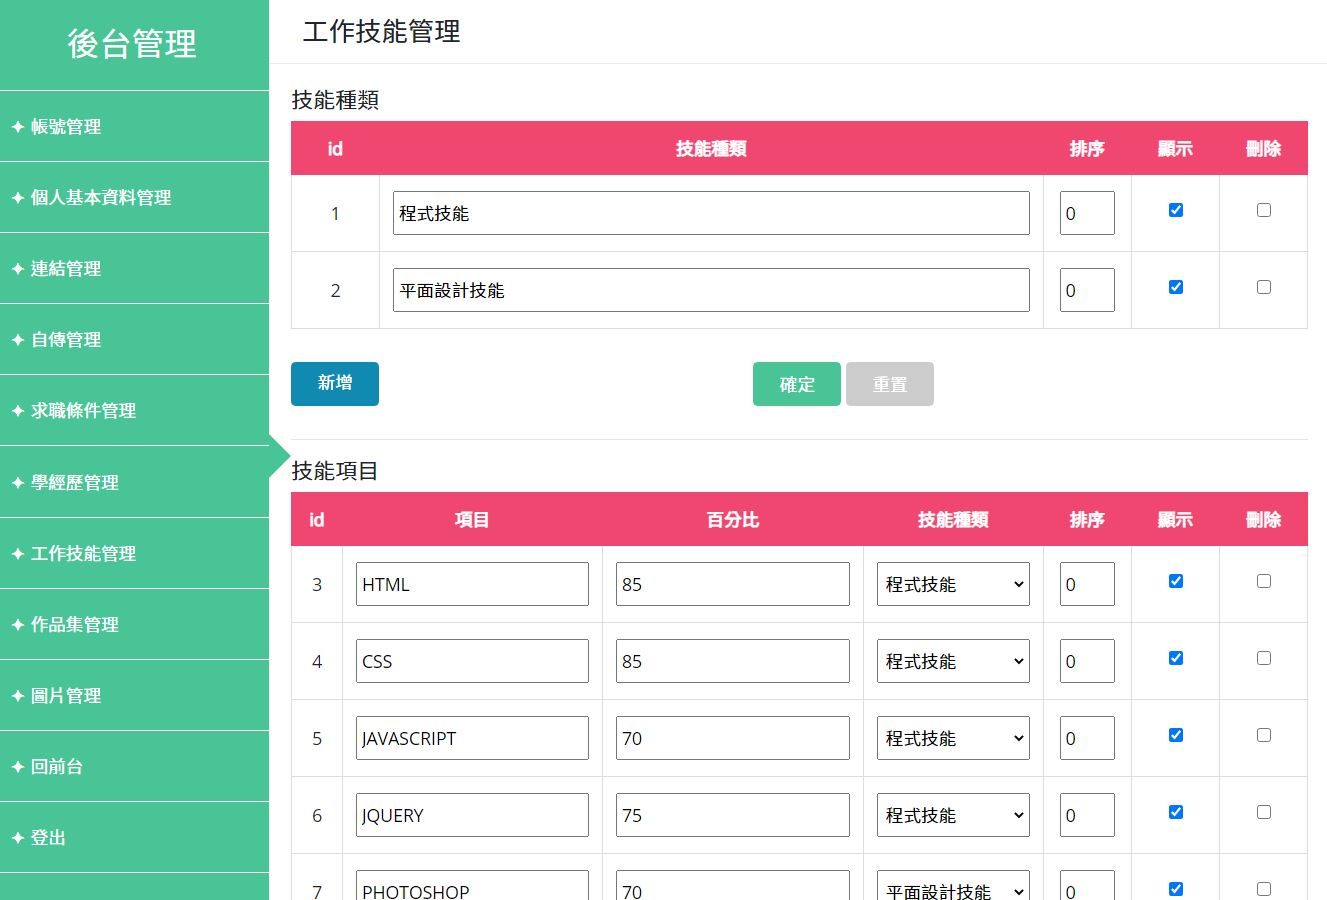 後台管理
✦ 帳號管理
✦ 個人基本資料管理
✦ 連結管理
✦ 自傳管理
✦ 求職條件管理
✦ 學經歷管理
✦ 工作技能管理
✦ 作品集管理
✦ 圖片管理
✦ 回前台
✦ 登出
工作技能管理
技能種類
id 技能種類 排序 顯示 刪除
1 程式技能 0
2 平面設計技能 0
新增 確定 重置
技能項目
id 項目 百分比 技能種類 排序 顯示 刪除
3 HTML 85 程式技能 0
4 CSS 85 程式技能 0
5 JAVASCRIPT 70 程式技能 0
6 JQUERY 75 程式技能 0
7 PHOTOSHOP 70 平面設計技能 0